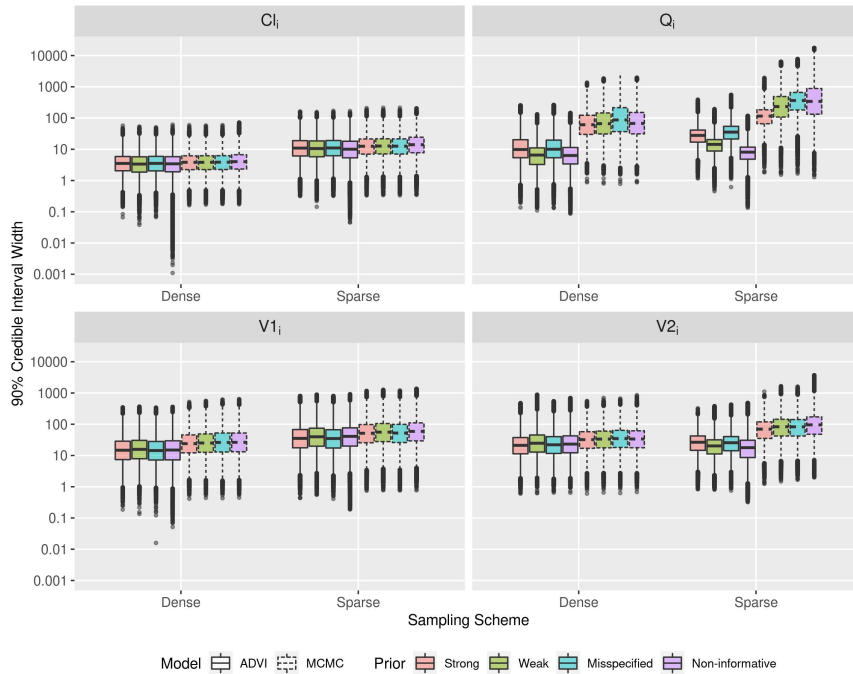 Cl_i
Q_i
10000
1000
100
10
1
0.1
0.01
0.001
Dense
Sparse
Dense
Sparse
V1_i
V2_i
10000
1000
100
10
1
0.1
0.01
0.001
Dense
Sparse
Dense
Sparse
90% Credible Interval Width
Sampling Scheme
Model ADVI MCMC Prior Strong Weak Misspecified Non-informative